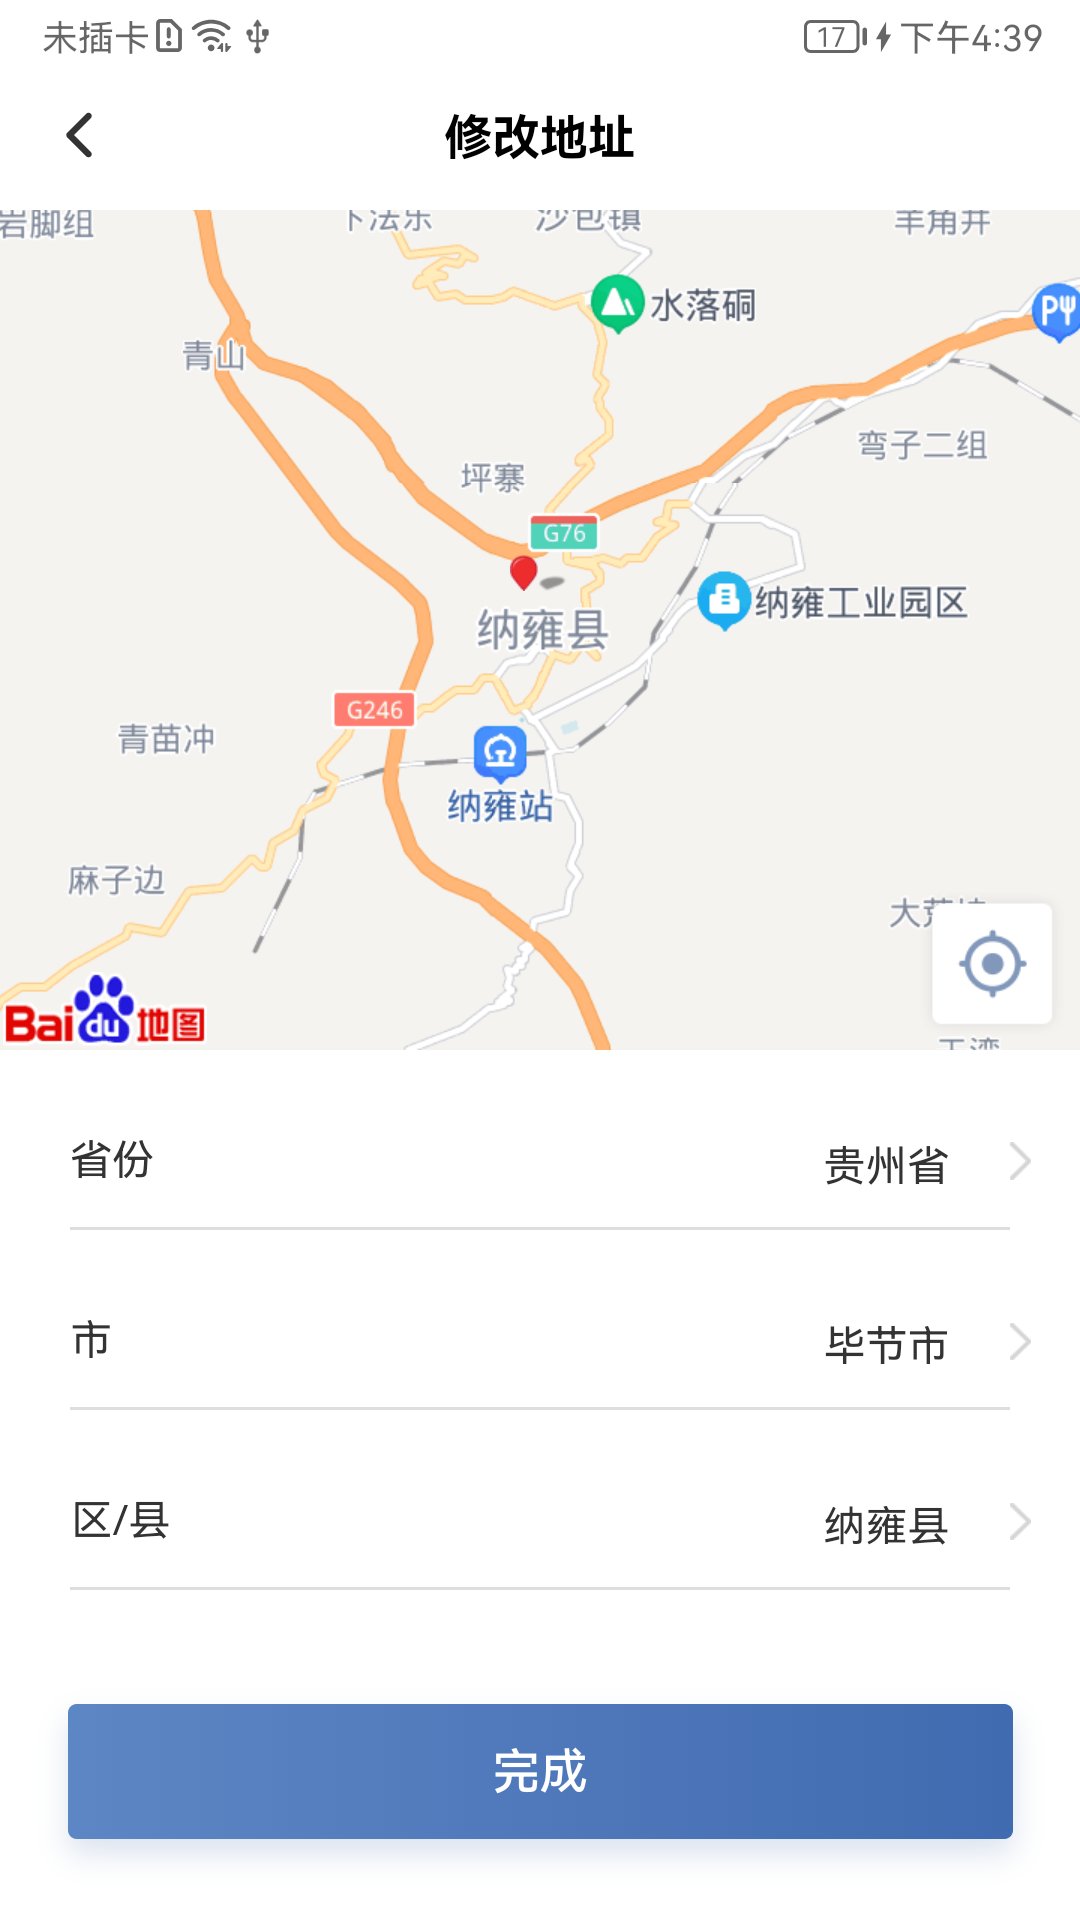 未插卡
17
下午4:39
修改地址
岩脚组
下法乐
沙包镇
羊角井
水落硐
青山
弯子二组
坪寨
G76
纳雍工业园区
纳雍县
G246
青苗冲
纳雍站
麻子边
Baidu地图
省份
贵州省
市
毕节市
区/县
纳雍县
完成